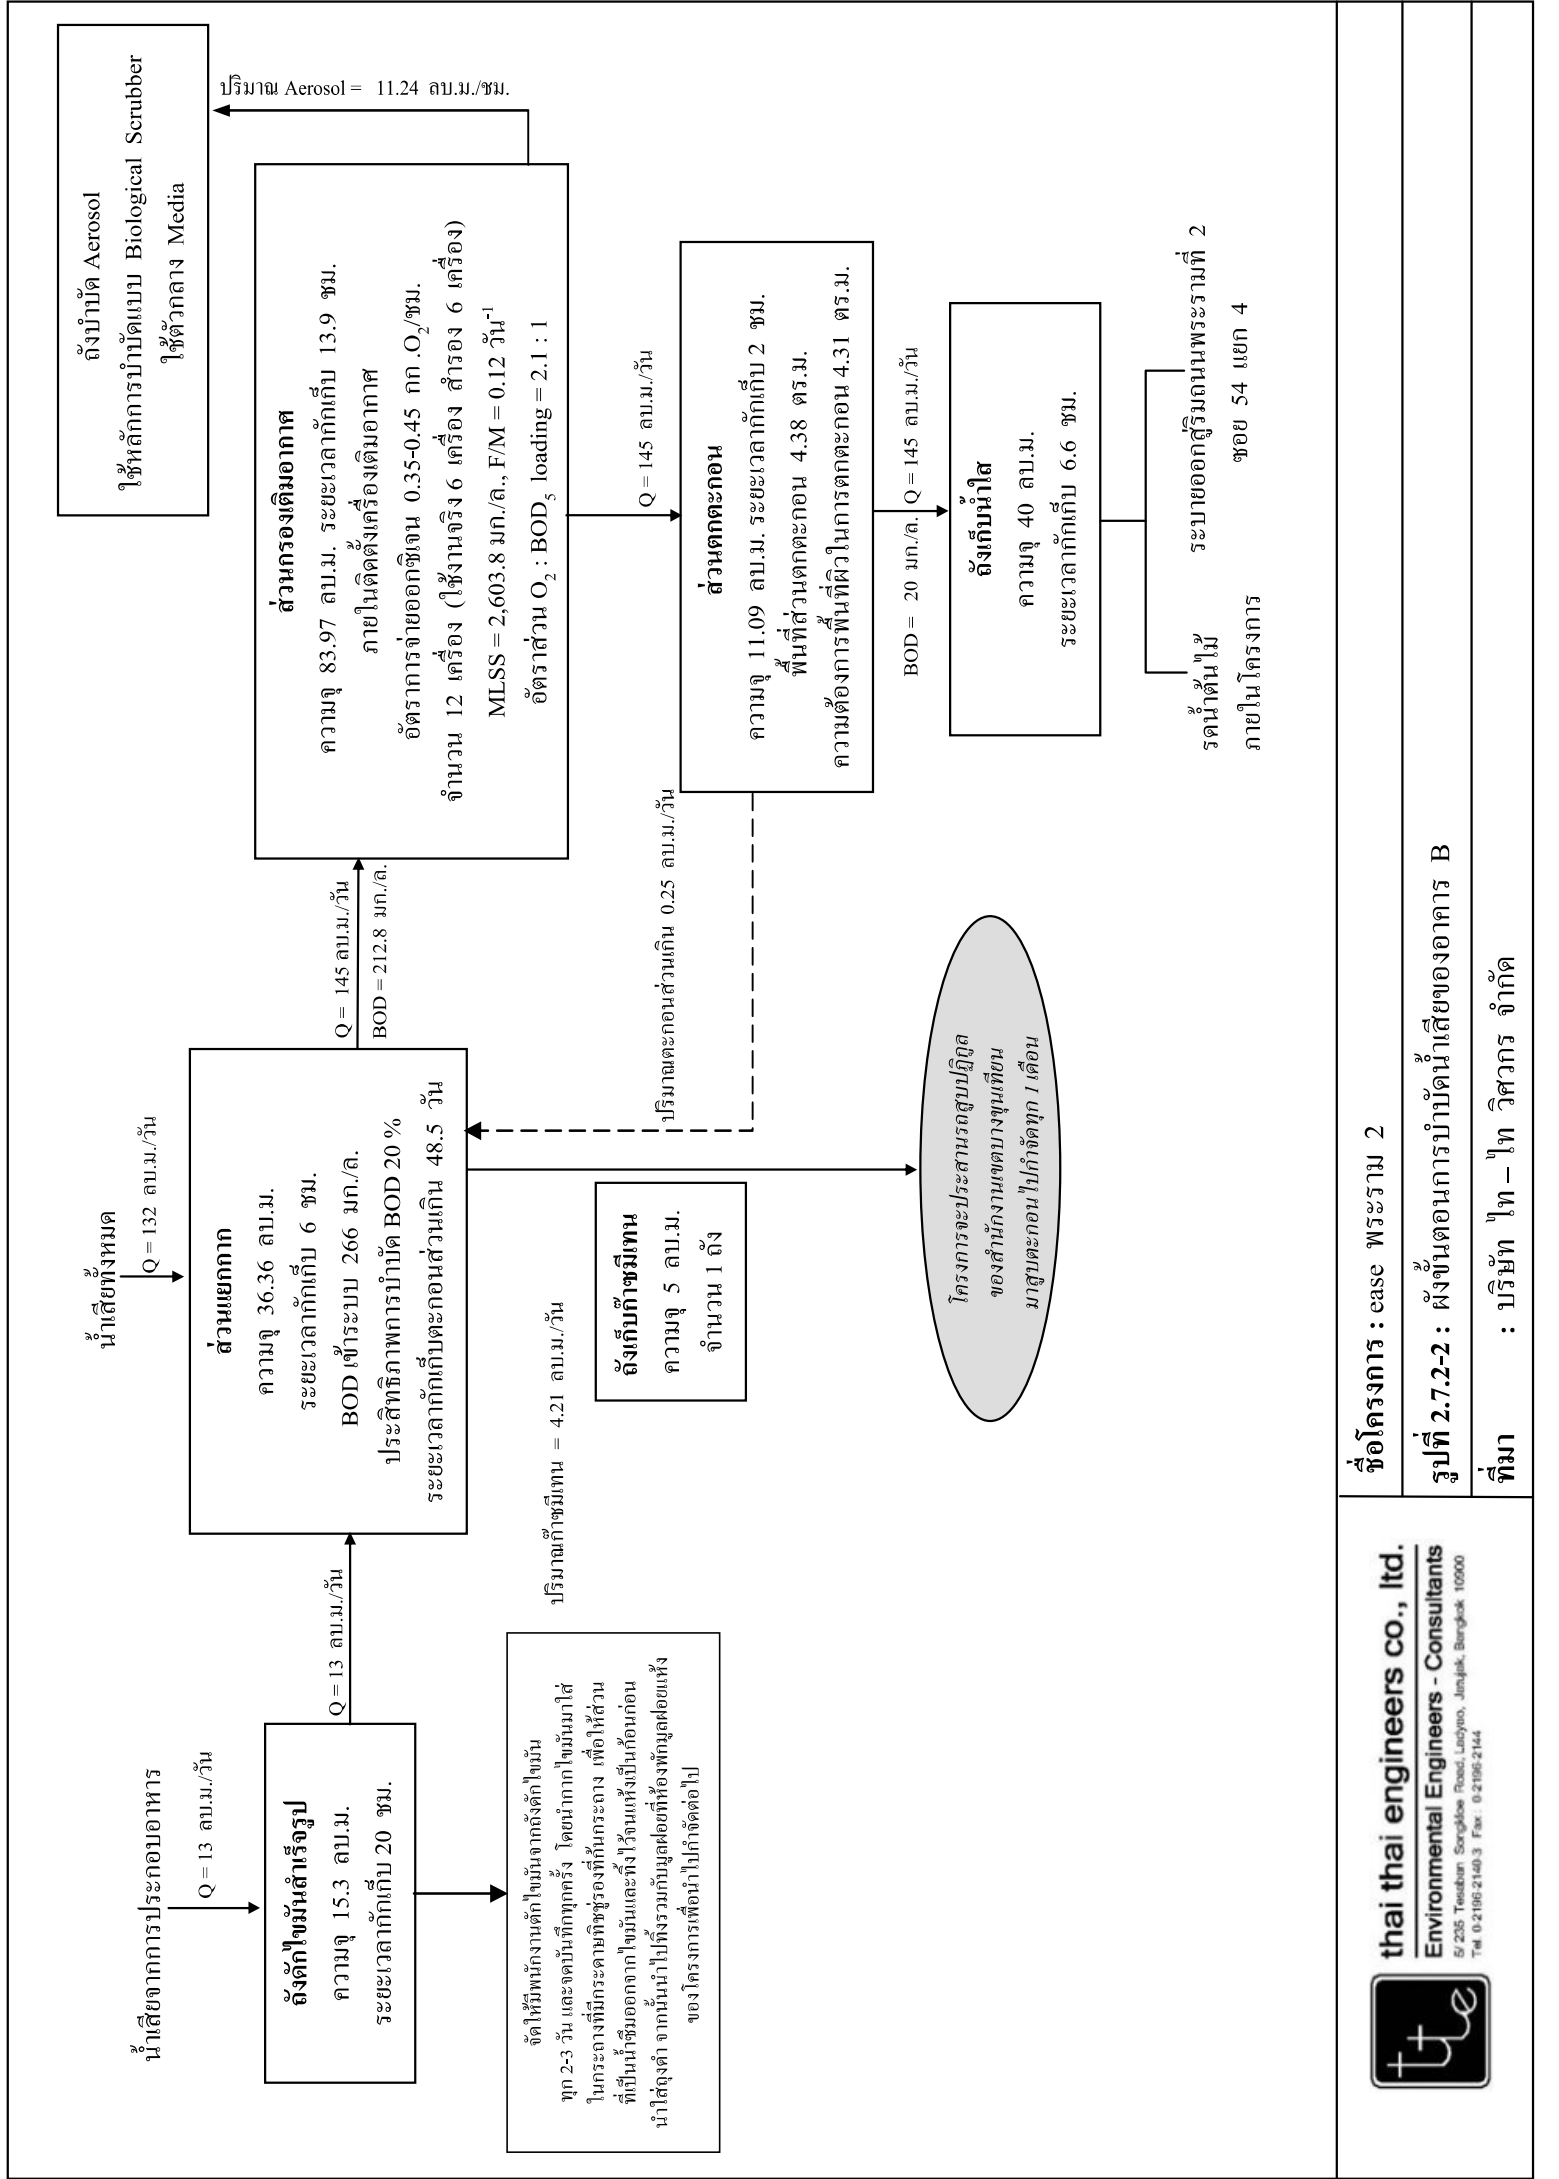 น้ำเสียจากการประกอบอาหาร
Q = 13 ลบ.ม./วัน
ถังดักไขมันสำเร็จรูป
ความจุ 15.3 ลบ.ม.
ระยะเวลากักเก็บ 20 ชม.
จัดให้มีพนักงานตักไขมันจากถังดักไขมัน
ทุก 2-3 วัน และจดบันทึกทุกครั้ง โดยนำกากไขมันมาใส่
ในกระถางที่มีกระดาษทิชชูรองที่ก้นกระถาง เพื่อให้ส่วน
ที่เป็นน้ำซึมออกจากไขมันและทิ้งไว้จนแห้งเป็นก้อนก่อน
นำใส่ถุงดำ จากนั้นนำไปทิ้งรวมกับมูลฝอยที่ห้องพักมูลฝอยแห้ง
ของโครงการเพื่อนำไปกำจัดต่อไป
Q = 13 ลบ.ม./วัน
น้ำเสียทั้งหมด
Q = 132 ลบ.ม./วัน
ส่วนแยกกาก
ความจุ 36.36 ลบ.ม.
ระยะเวลากักเก็บ 6 ชม.
BOD เข้าระบบ 266 มก./ล.
ประสิทธิภาพการบำบัด BOD 20 %
ระยะเวลากักเก็บตะกอนส่วนเกิน 48.5 วัน
ปริมาณก๊าซมีเทน = 4.21 ลบ.ม./วัน
ถังเก็บก๊าซมีเทน
ความจุ 5 ลบ.ม.
จำนวน 1 ถัง
โครงการจะประสานรถสูบปฏิกูล
ของสำนักงานเขตบางขุนเทียน
มาสูบตะกอนไปกำจัดทุก 1 เดือน
Q = 145 ลบ.ม./วัน
BOD = 212.8 มก./ล.
ปริมาณตะกอนส่วนเกิน 0.25 ลบ.ม./วัน
ถังบำบัด Aerosol
ใช้หลักการบำบัดแบบ Biological Scrubber
ใช้ตัวกลาง Media
ปริมาณ Aerosol = 11.24 ลบ.ม./ชม.
ส่วนกรองเติมอากาศ
ความจุ 83.97 ลบ.ม. ระยะเวลากักเก็บ 13.9 ชม.
ภายในติดตั้งเครื่องเติมอากาศ
อัตราการจ่ายออกซิเจน 0.35-0.45 กก.O2/ชม.
จำนวน 12 เครื่อง (ใช้งานจริง 6 เครื่อง สำรอง 6 เครื่อง)
MLSS = 2,603.8 มก./ล., F/M = 0.12 วัน-1
อัตราส่วน O2 : BOD5 loading = 2.1 : 1
Q = 145 ลบ.ม./วัน
ส่วนตกตะกอน
ความจุ 11.09 ลบ.ม. ระยะเวลากักเก็บ 2 ชม.
พื้นที่ส่วนตกตะกอน 4.38 ตร.ม.
ความต้องการพื้นที่ผิวในการตกตะกอน 4.31 ตร.ม.
BOD = 20 มก./ล. Q = 145 ลบ.ม./วัน
ถังเก็บน้ำใส
ความจุ 40 ลบ.ม.
ระยะเวลากักเก็บ 6.6 ชม.
รดน้ำต้นไม้
ภายในโครงการ
ระบายออกสู่ริมถนนพระรามที่ 2
ซอย 54 แยก 4
thai thai engineers co., ltd.
Environmental Engineers - Consultants
5/ 235 Tesaban Songkloe Road, Ladyao, Jatujak, Bangkok 10900
Tel. 0-2196-2140-3 Fax : 0-2196-2144
tte
ชื่อโครงการ : ease พระราม 2
รูปที่ 2.7.2-2 : ผังขั้นตอนการบำบัดน้ำเสียของอาคาร B
ที่มา : บริษัท ไท – ไท วิศวกร จำกัด